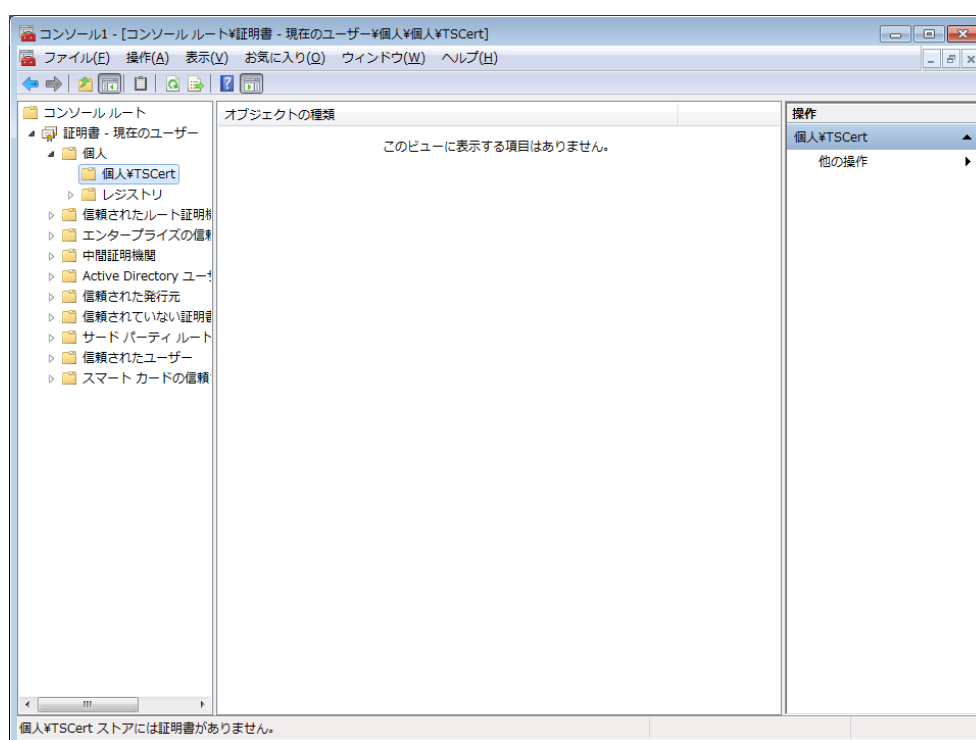 コンソール1 - [コンソール ルート¥証明書 - 現在のユーザー¥個人¥個人¥TSCert]
ファイル(F) 操作(A) 表示(V) お気に入り(O) ウィンドウ(W) ヘルプ(H)
コンソール ルート
証明書 - 現在のユーザー
個人
個人¥TSCert
レジストリ
信頼されたルート証明機
エンタープライズの信頼
中間証明機関
Active Directory ユーザ
信頼された発行元
信頼されていない証明書
サード パーティ ルート
信頼されたユーザー
スマート カードの信頼
オブジェクトの種類
このビューに表示する項目はありません。
操作
個人¥TSCert
他の操作
個人¥TSCert ストアには証明書がありません。